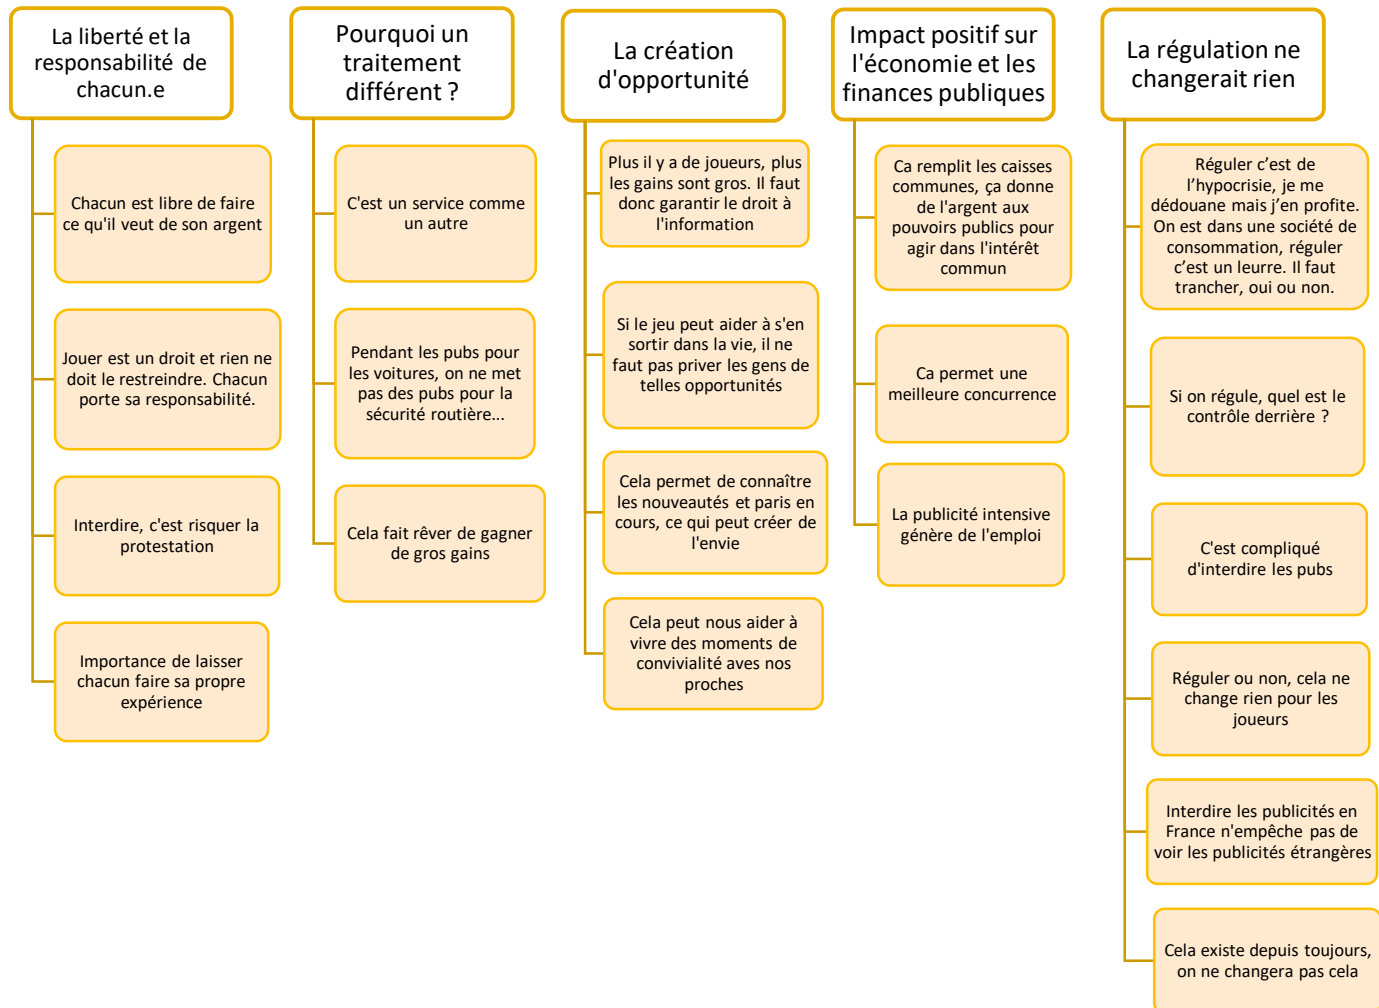 La liberté et la
responsabilité de
chacun.e
Chacun est libre de faire
ce qu'il veut de son argent
Jouer est un droit et rien ne
doit le restreindre. Chacun
porte sa responsabilité.
Interdire, c'est risquer la
protestation
Importance de laisser
chacun faire sa propre
expérience
Pourquoi un
traitement
différent ?
C'est un service comme
un autre
Pendant les pubs pour
les voitures, on ne met
pas des pubs pour la
sécurité routière...
Cela fait rêver de gagner
de gros gains
La création
d'opportunité
Plus il y a de joueurs, plus
les gains sont gros. Il faut
donc garantir le droit à
l'information
Si le jeu peut aider à s'en
sortir dans la vie, il ne
faut pas priver les gens de
telles opportunités
Cela permet de connaître
les nouveautés et paris en
cours, ce qui peut créer de
l'envie
Cela peut nous aider à
vivre des moments de
convivialité aves nos
proches
Impact positif sur
l'économie et les
finances publiques
Ca remplit les caisses
communes, ça donne
de l'argent aux
pouvoirs publics pour
agir dans l'intérêt
commun
Ca permet une
meilleure concurrence
La publicité intensive
génère de l'emploi
La régulation ne
changerait rien
Réguler c’est de
l’hypocrisie, je me
dédouane mais j’en profite.
On est dans une société de
consommation, réguler
c’est un leurre. Il faut
trancher, oui ou non.
Si on régule, quel est le
contrôle derrière ?
C'est compliqué
d'interdire les pubs
Réguler ou non, cela ne
change rien pour les
joueurs
Interdire les publicités en
France n'empêche pas de
voir les publicités étrangères
Cela existe depuis toujours,
on ne changera pas cela